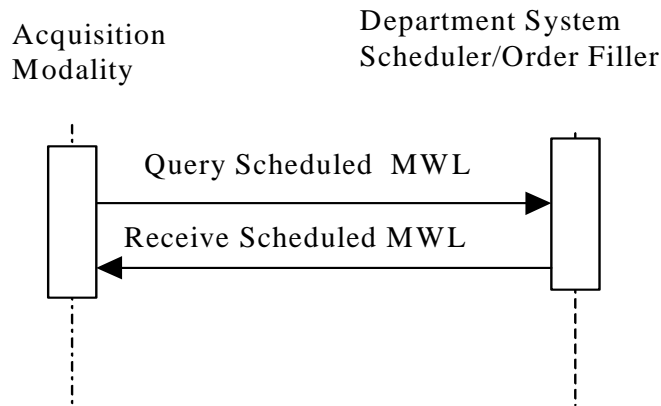 Acquisition
Modality
Department System
Scheduler/Order Filler
Query Scheduled MWL
Receive Scheduled MWL